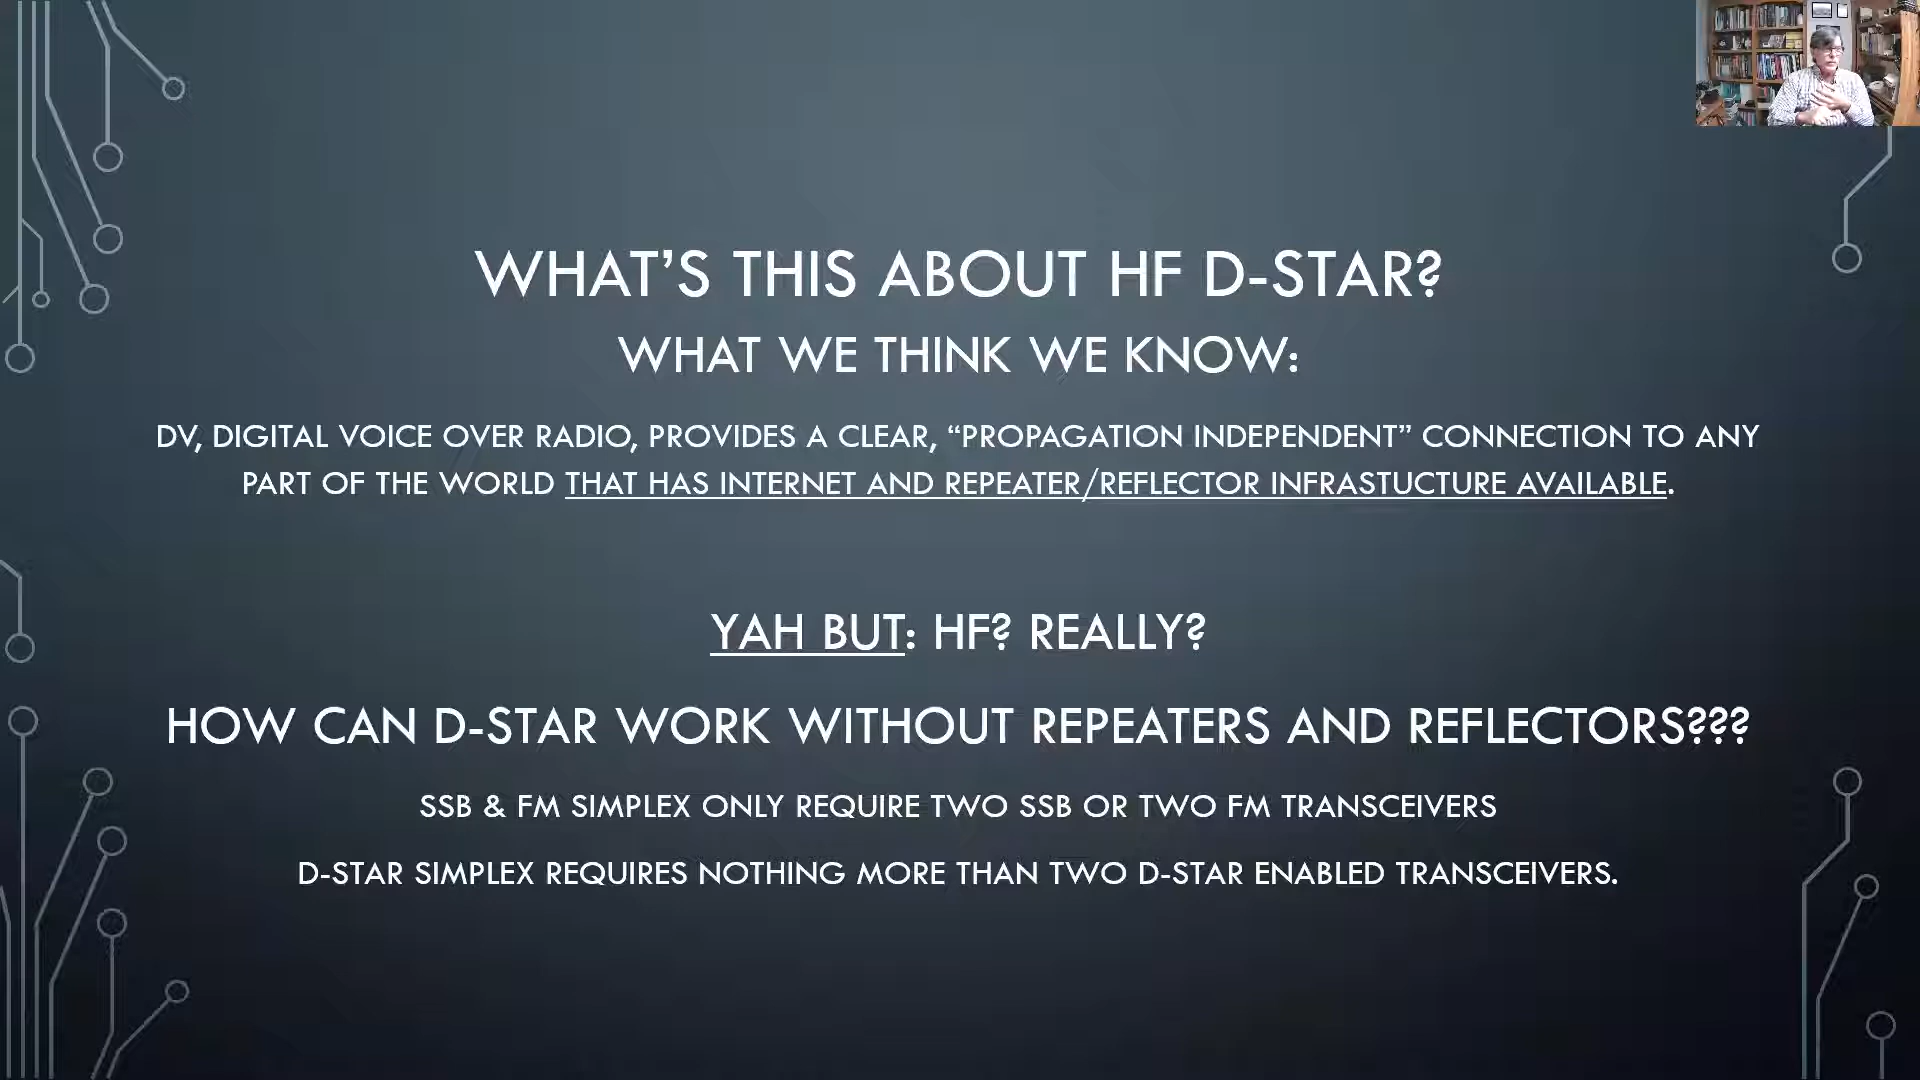 WHAT'S THIS ABOUT HF D-STAR?
WHAT WE THINK WE KNOW:
DV, DIGITAL VOICE OVER RADIO, PROVIDES A CLEAR, “PROPAGATION INDEPENDENT” CONNECTION TO ANY
PART OF THE WORLD THAT HAS INTERNET AND REPEATER/REFLECTOR INFRASTUCTURE AVAILABLE.
YAH BUT: HF? REALLY?
HOW CAN D-STAR WORK WITHOUT REPEATERS AND REFLECTORS???
SSB & FM SIMPLEX ONLY REQUIRE TWO SSB OR TWO FM TRANSCEIVERS
D-STAR SIMPLEX REQUIRES NOTHING MORE THAN TWO D-STAR ENABLED TRANSCEIVERS.